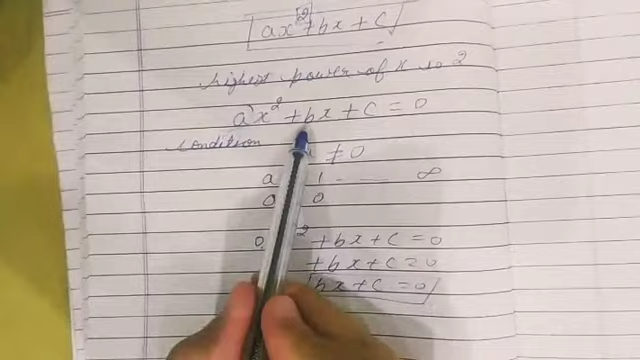 ax²+bx+c
highest power of x is 2
ax²+bx+c=0
condition ≠0
a 1 - — ∞
0 0
0 ²+bx+c=0
+bx+c=0
bx+c=0